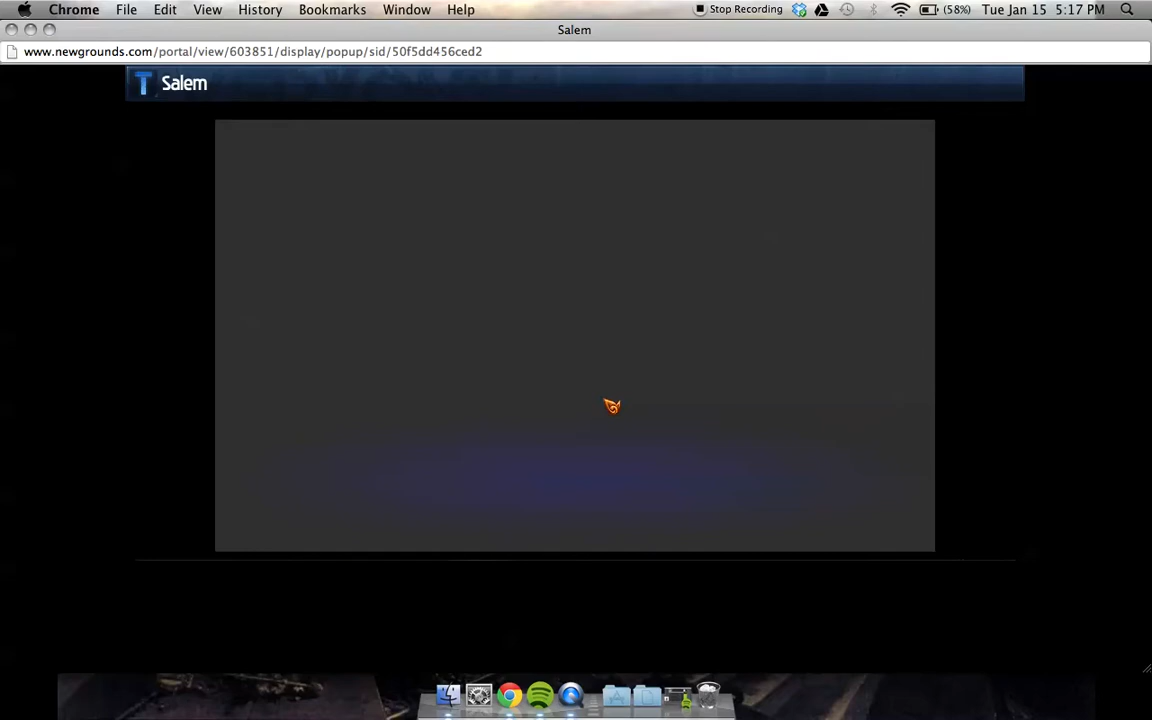 Chrome File Edit View History Bookmarks Window Help Stop Recording (58%) Tue Jan 15 5:17 PM
Salem
www.newgrounds.com/portal/view/603851/display/popup/sid/50f5dd456ced2
T Salem